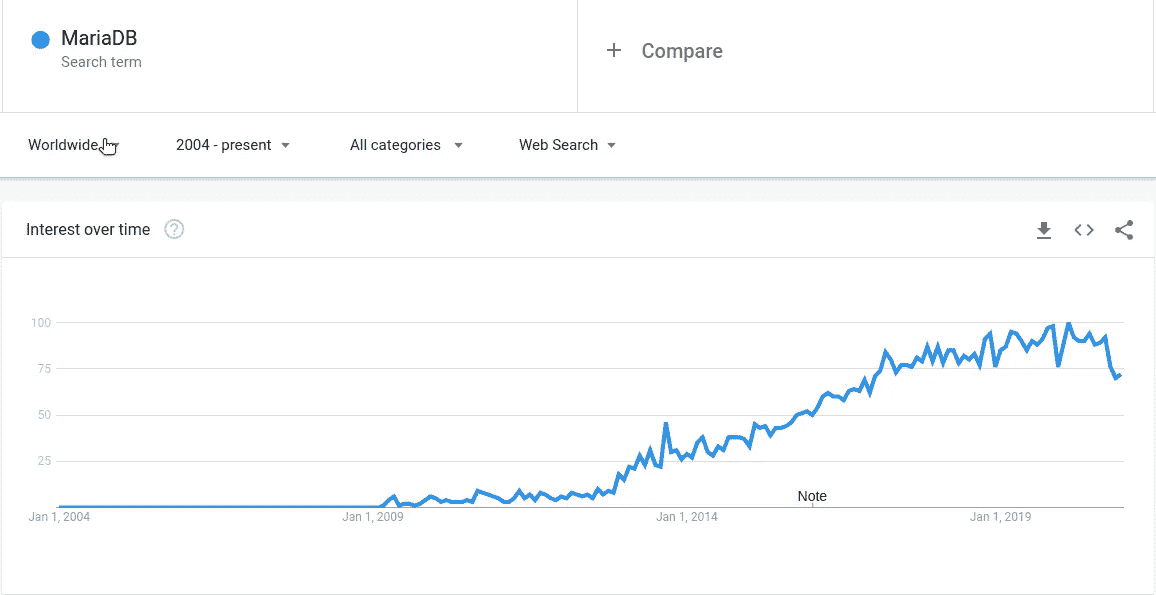 MariaDB
Search term
+ Compare
Worldwide 2004 - present All categories Web Search
Interest over time ?
100
75
50
25
Note
Jan 1, 2004 Jan 1, 2009 Jan 1, 2014 Jan 1, 2019